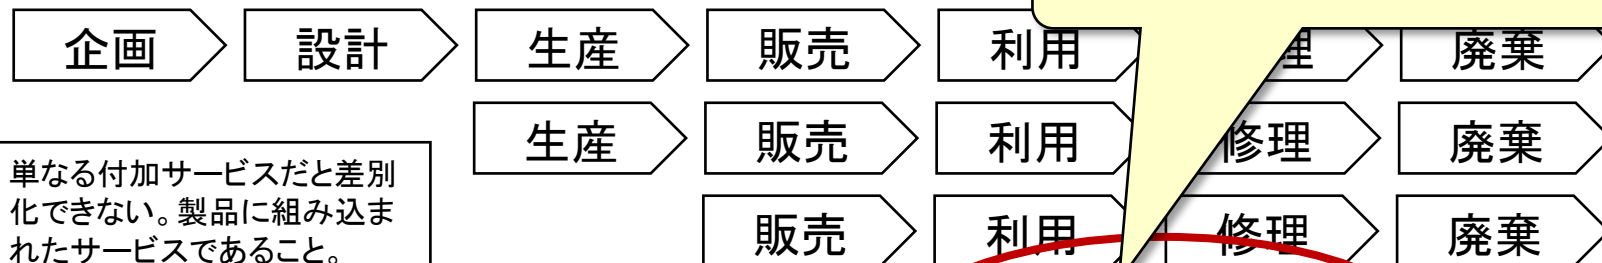 企画 設計 生産 販売 利用 理 廃棄
生産 販売 利用 修理 廃棄
単なる付加サービスだと差別
化できない。製品に組み込ま
れたサービスであること。
販売 利用 修理 廃棄